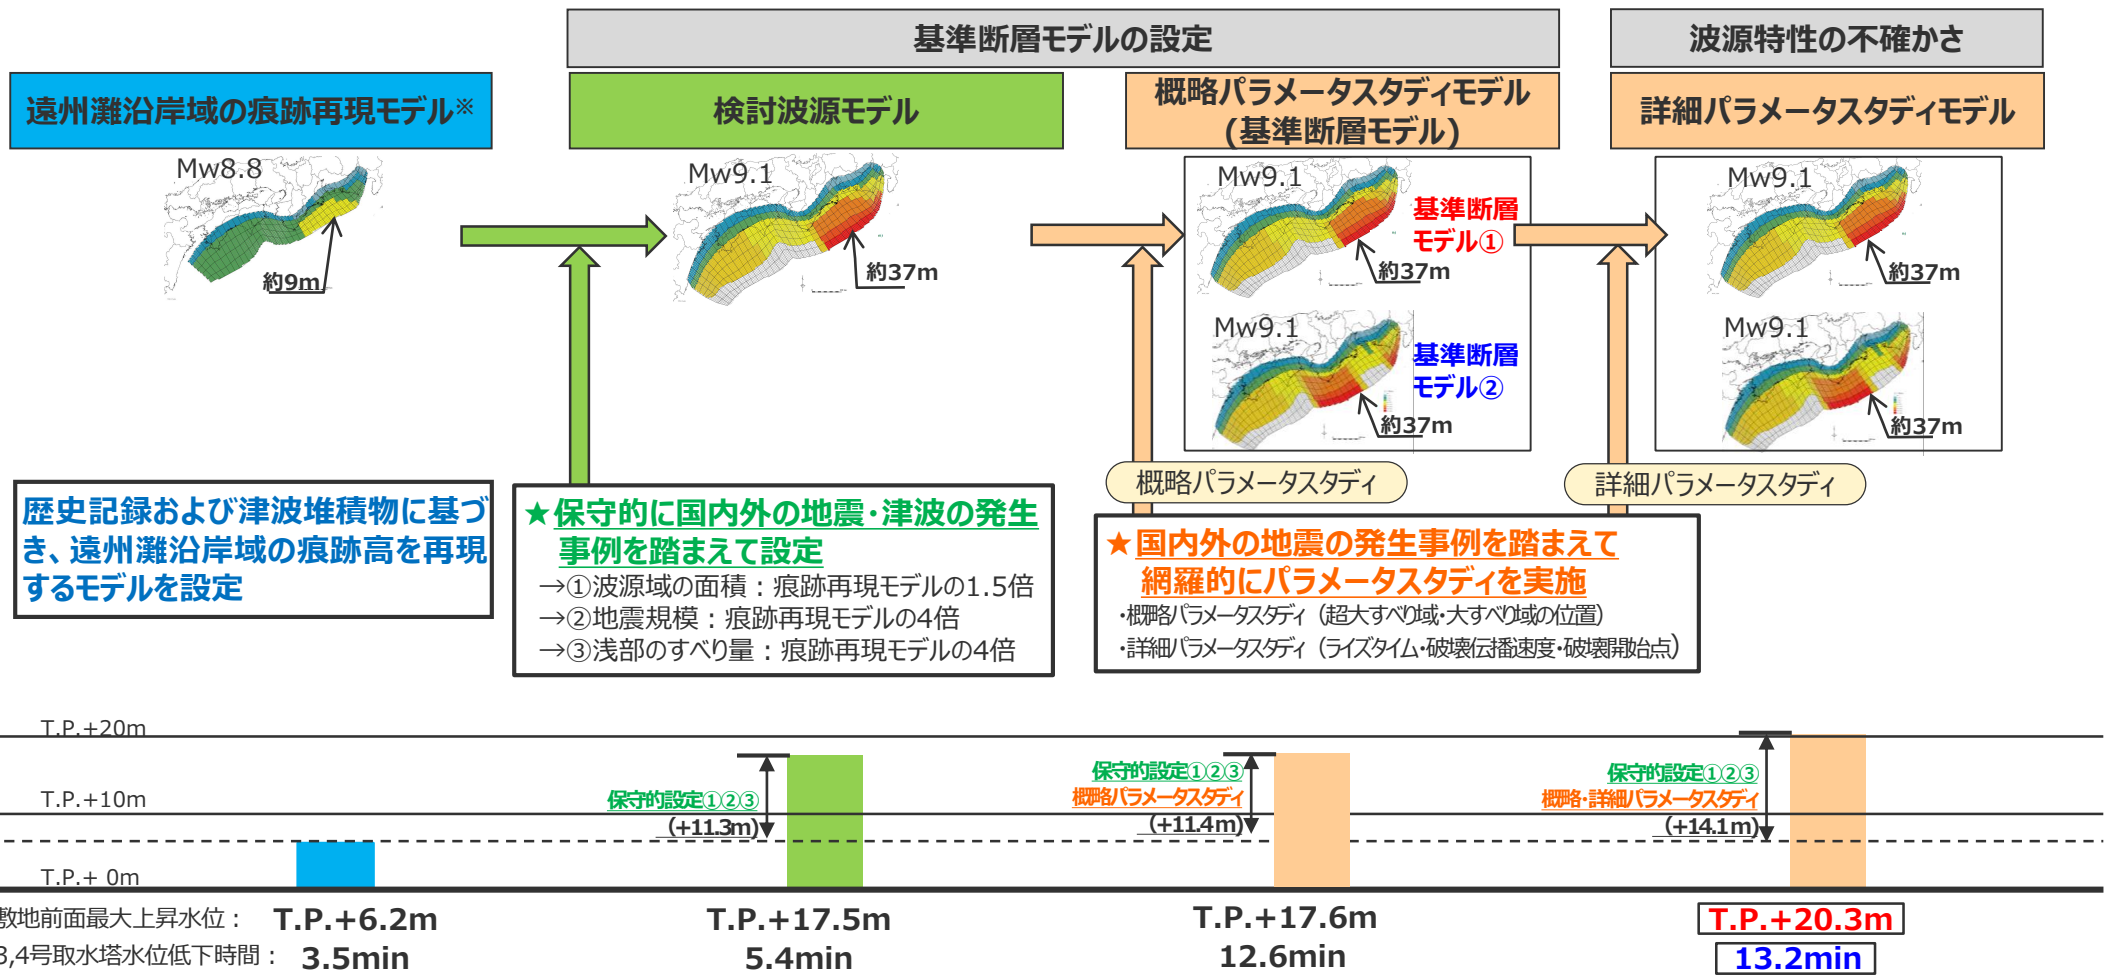 基準断層モデルの設定
波源特性の不確かさ
遠州灘沿岸域の痕跡再現モデル※
検討波源モデル
概略パラメータスタディモデル
(基準断層モデル)
詳細パラメータスタディモデル
Mw8.8
約9m
Mw9.1
約37m
Mw9.1
基準断層
モデル①
約37m
Mw9.1
基準断層
モデル②
約37m
Mw9.1
約37m
約37m
概略パラメータスタディ
詳細パラメータスタディ
歴史記録および津波堆積物に基づ
き、遠州灘沿岸域の痕跡高を再現
するモデルを設定
★保守的に国内外の地震・津波の発生
事例を踏まえて設定
→①波源域の面積：痕跡再現モデルの1.5倍
→②地震規模：痕跡再現モデルの4倍
→③浅部のすべり量：痕跡再現モデルの4倍
★国内外の地震の発生事例を踏まえて
網羅的にパラメータスタディを実施
・概略パラメータスタディ（超大すべり域・大すべり域の位置）
・詳細パラメータスタディ（ライズタイム・破壊伝播速度・破壊開始点）
T.P.+20m
T.P.+10m
T.P.+ 0m
保守的設定①②③
(+11.3m)
保守的設定①②③
概略パラメータスタディ
(+11.4m)
保守的設定①②③
概略・詳細パラメータスタディ
(+14.1m)
敷地前面最大上昇水位： T.P.+6.2m T.P.+17.5m T.P.+17.6m T.P.+20.3m
3,4号取水塔水位低下時間： 3.5min 5.4min 12.6min 13.2min